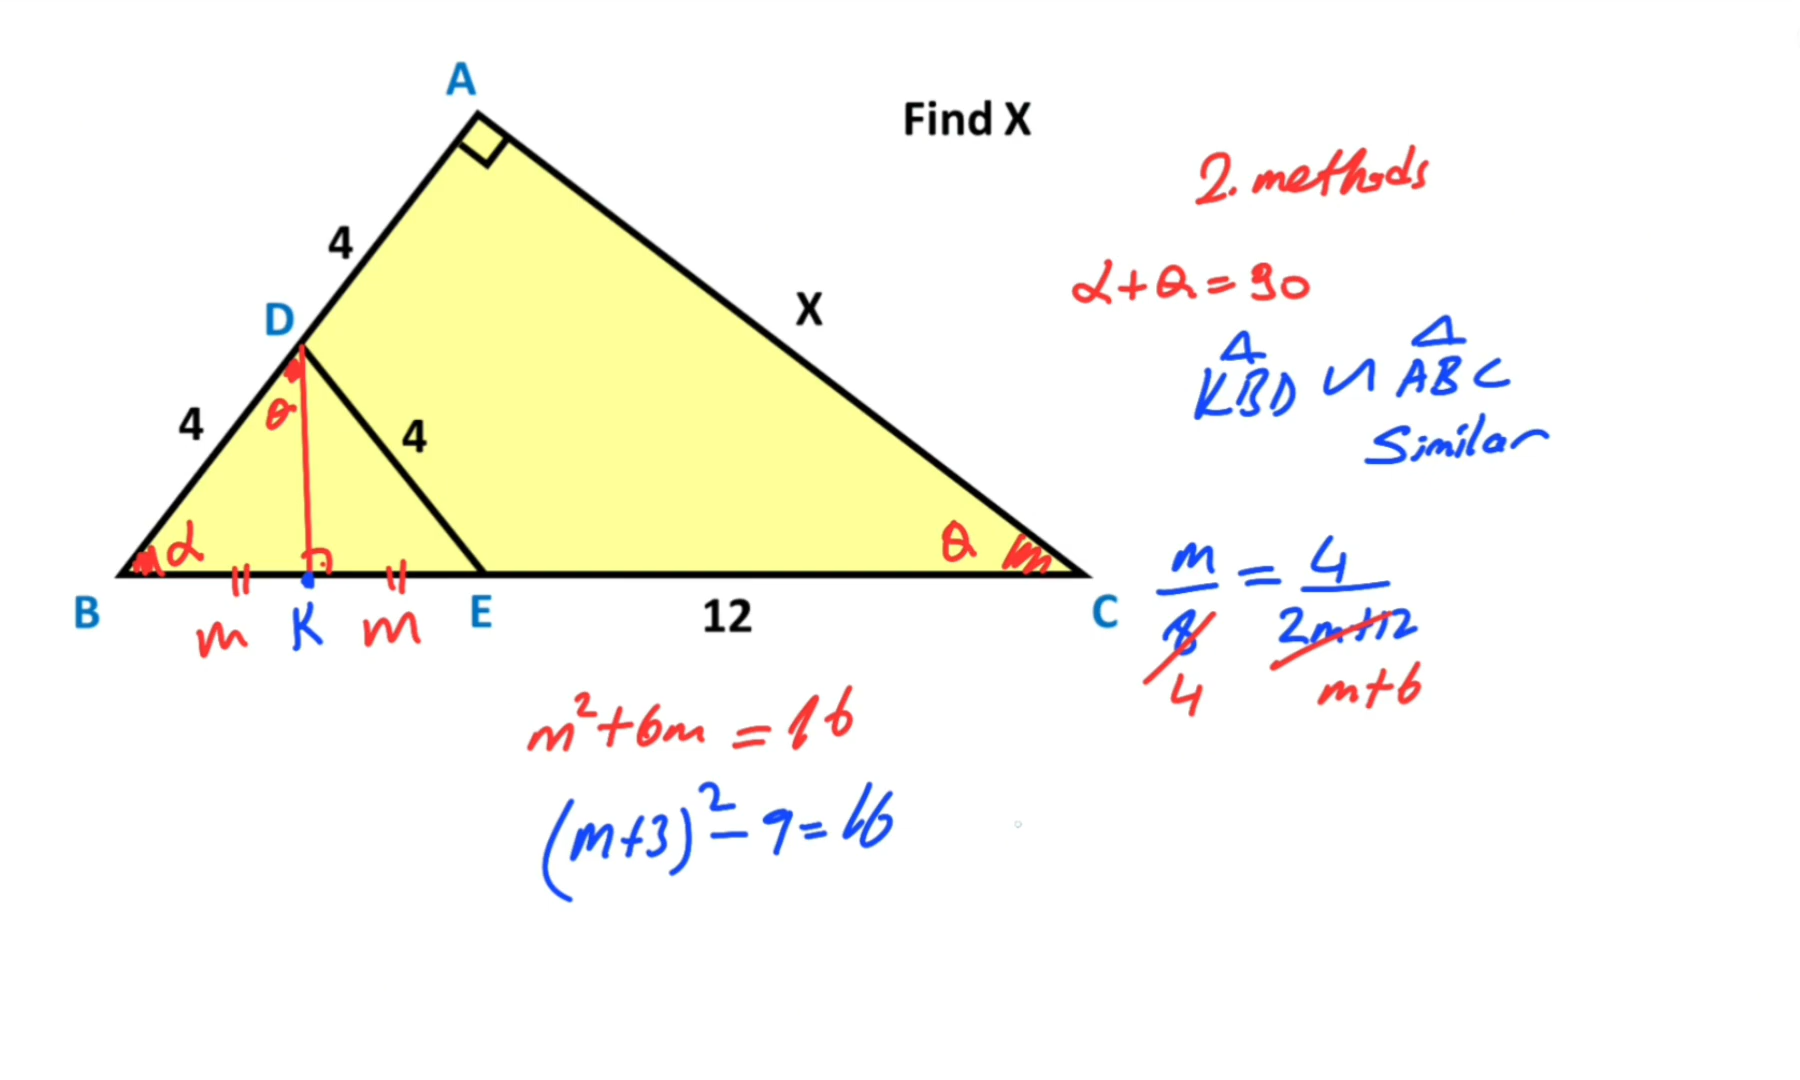 A
Find X
2. methods
4
X
α+θ=90
D
Δ Δ
KBD ∽ ABC
Similar
4
θ
4
α
θ
B
K
E
12
C
m
m
m/8 = 4/2m+12
4
m+6
m²+6m=16
(m+3)²-9=16